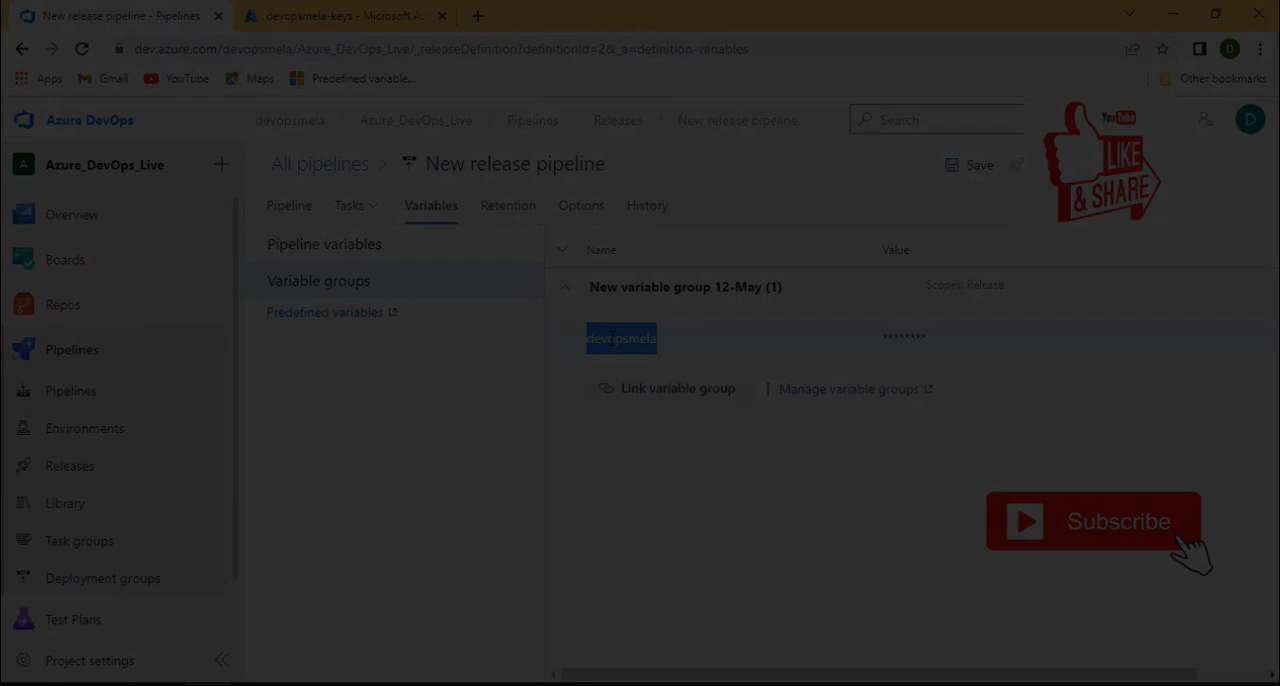 New release pipeline - Pipelines
devopsmela-keys - Microsoft Az
dev.azure.com/devopsmela/Azure_DevOps_Live/_releaseDefinition?definitionId=2&_a=definition-variables
D
Apps
Gmail
YouTube
Maps
Predefined variable...
Other bookmarks
Azure DevOps
devopsmela / Azure_DevOps_Live / Pipelines / Releases / New release pipeline
Search
D
YouTube
LIKE
& SHARE
A
Azure_DevOps_Live
All pipelines > New release pipeline
Save
Overview
Boards
Repos
Pipelines
Pipelines
Environments
Releases
Library
Task groups
Deployment groups
Test Plans
Project settings
Pipeline
Tasks
Variables
Retention
Options
History
Pipeline variables
Variable groups
Predefined variables
Name
Value
New variable group 12-May (1)
Scopes: Release
devopsmela
********
Link variable group
| Manage variable groups
Subscribe